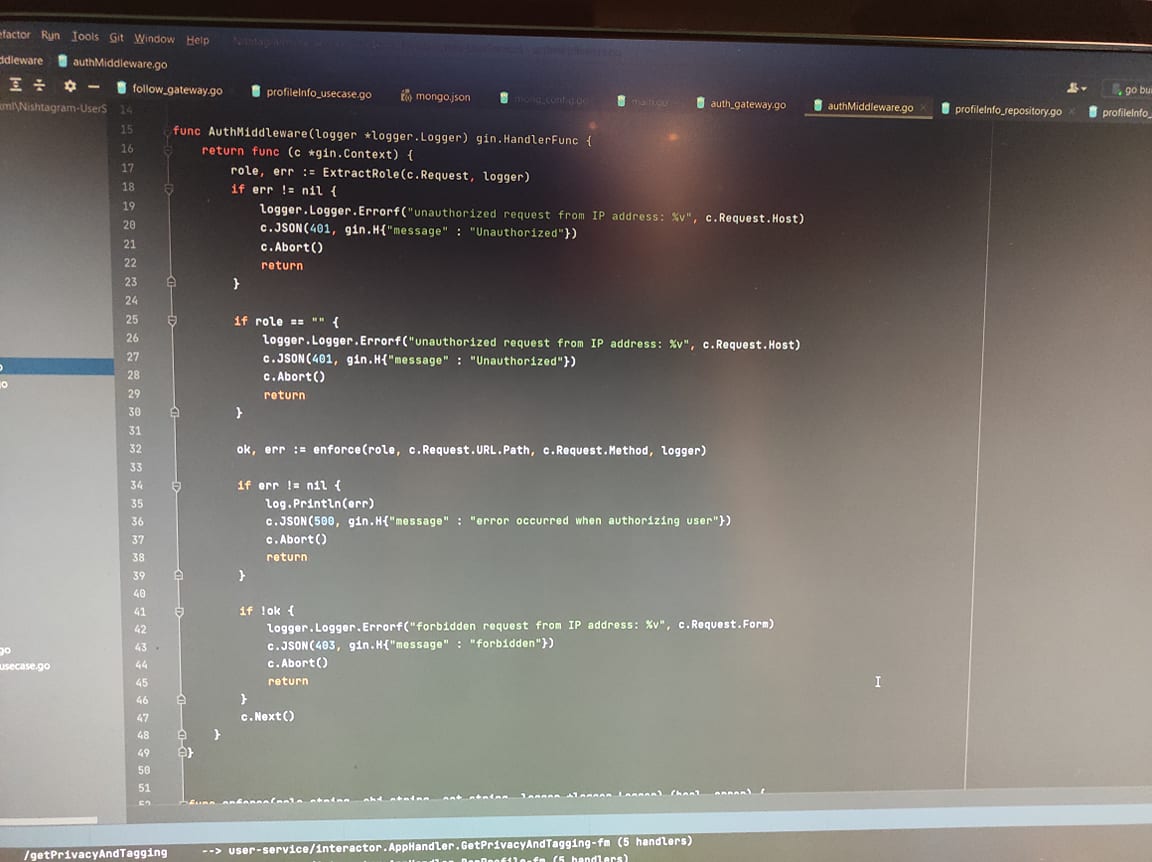 efactor Run Tools Git Window Help
ddleware authMiddleware.go
follow_gateway.go profileInfo_usecase.go mongo.json main.go auth_gateway.go authMiddleware.go profileInfo_repository.go profileInfo_
go bu
xml\Nishtagram-UserS
14
15 func AuthMiddleware(logger *logger.Logger) gin.HandlerFunc {
16 return func (c *gin.Context) {
17 role, err := ExtractRole(c.Request, logger)
18 if err != nil {
19 logger.Logger.Errorf("unauthorized request from IP address: %v", c.Request.Host)
20 c.JSON(401, gin.H{"message" : "Unauthorized"})
21 c.Abort()
22 return
23 }
24
25 if role == "" {
26 logger.Logger.Errorf("unauthorized request from IP address: %v", c.Request.Host)
27 c.JSON(401, gin.H{"message" : "Unauthorized"})
28 c.Abort()
29 return
30 }
31
32 ok, err := enforce(role, c.Request.URL.Path, c.Request.Method, logger)
33
34 if err != nil {
35 log.Println(err)
36 c.JSON(500, gin.H{"message" : "error occurred when authorizing user"})
37 c.Abort()
38 return
39 }
40
41 if !ok {
42 logger.Logger.Errorf("forbidden request from IP address: %v", c.Request.Form)
43 c.JSON(403, gin.H{"message" : "forbidden"})
44 c.Abort()
45 return
46 }
47 c.Next()
48 }
49 }
50
51
go
usecase.go
/getPrivacyAndTagging --> user-service/interactor.AppHandler.GetPrivacyAndTagging-fm (5 handlers)
(5 handlers)